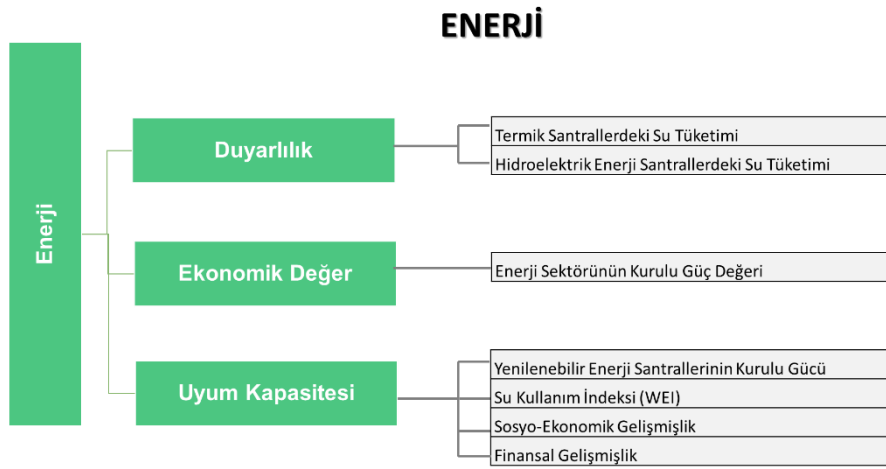 ENERJİ
Enerji
Duyarlılık
Termik Santrallerdeki Su Tüketimi
Hidroelektrik Enerji Santrallerdeki Su Tüketimi
Ekonomik Değer
Enerji Sektörünün Kurulu Güç Değeri
Uyum Kapasitesi
Yenilenebilir Enerji Santrallerinin Kurulu Gücü
Su Kullanım İndeksi (WEI)
Sosyo-Ekonomik Gelişmişlik
Finansal Gelişmişlik